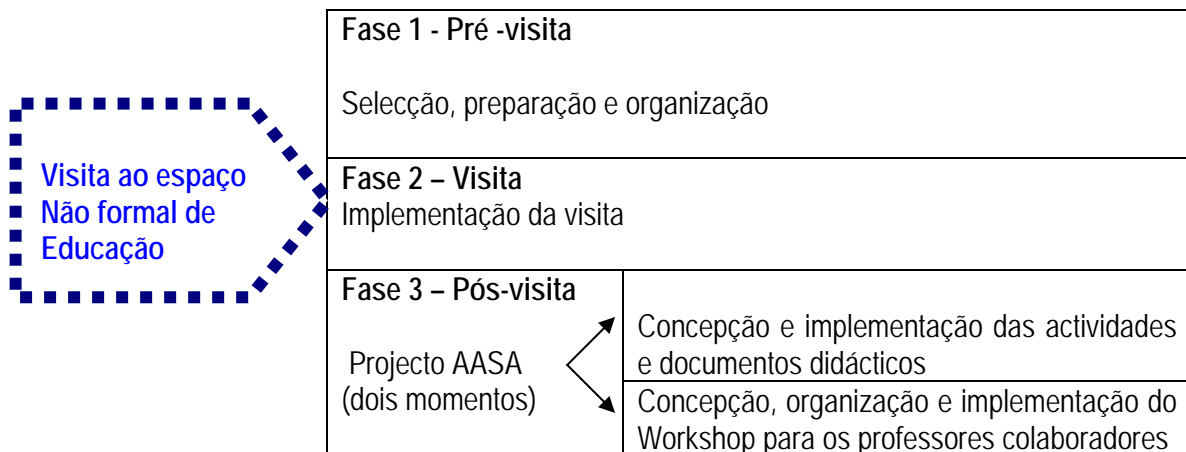 Visita ao espaço
Não formal de
Educação
Fase 1 - Pré -visita
Selecção, preparação e organização
Fase 2 – Visita
Implementação da visita
Fase 3 – Pós-visita
Projecto AASA
(dois momentos)
Concepção e implementação das actividades
e documentos didácticos
Concepção, organização e implementação do
Workshop para os professores colaboradores